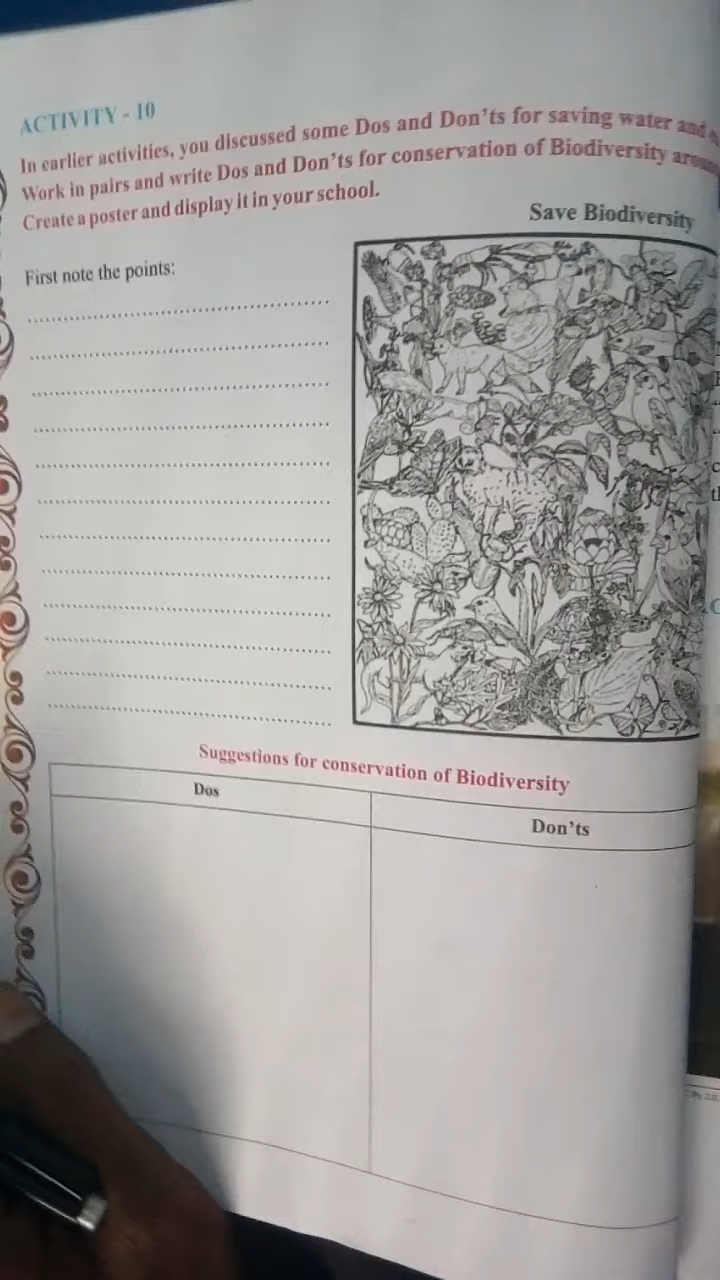 ACTIVITY - 10
In earlier activities, you discussed some Dos and Don'ts for saving water and
Work in pairs and write Dos and Don'ts for conservation of Biodiversity
Create a poster and display it in your school.
Save Biodiversity
First note the points:
Suggestions for conservation of Biodiversity
Dos
Don'ts